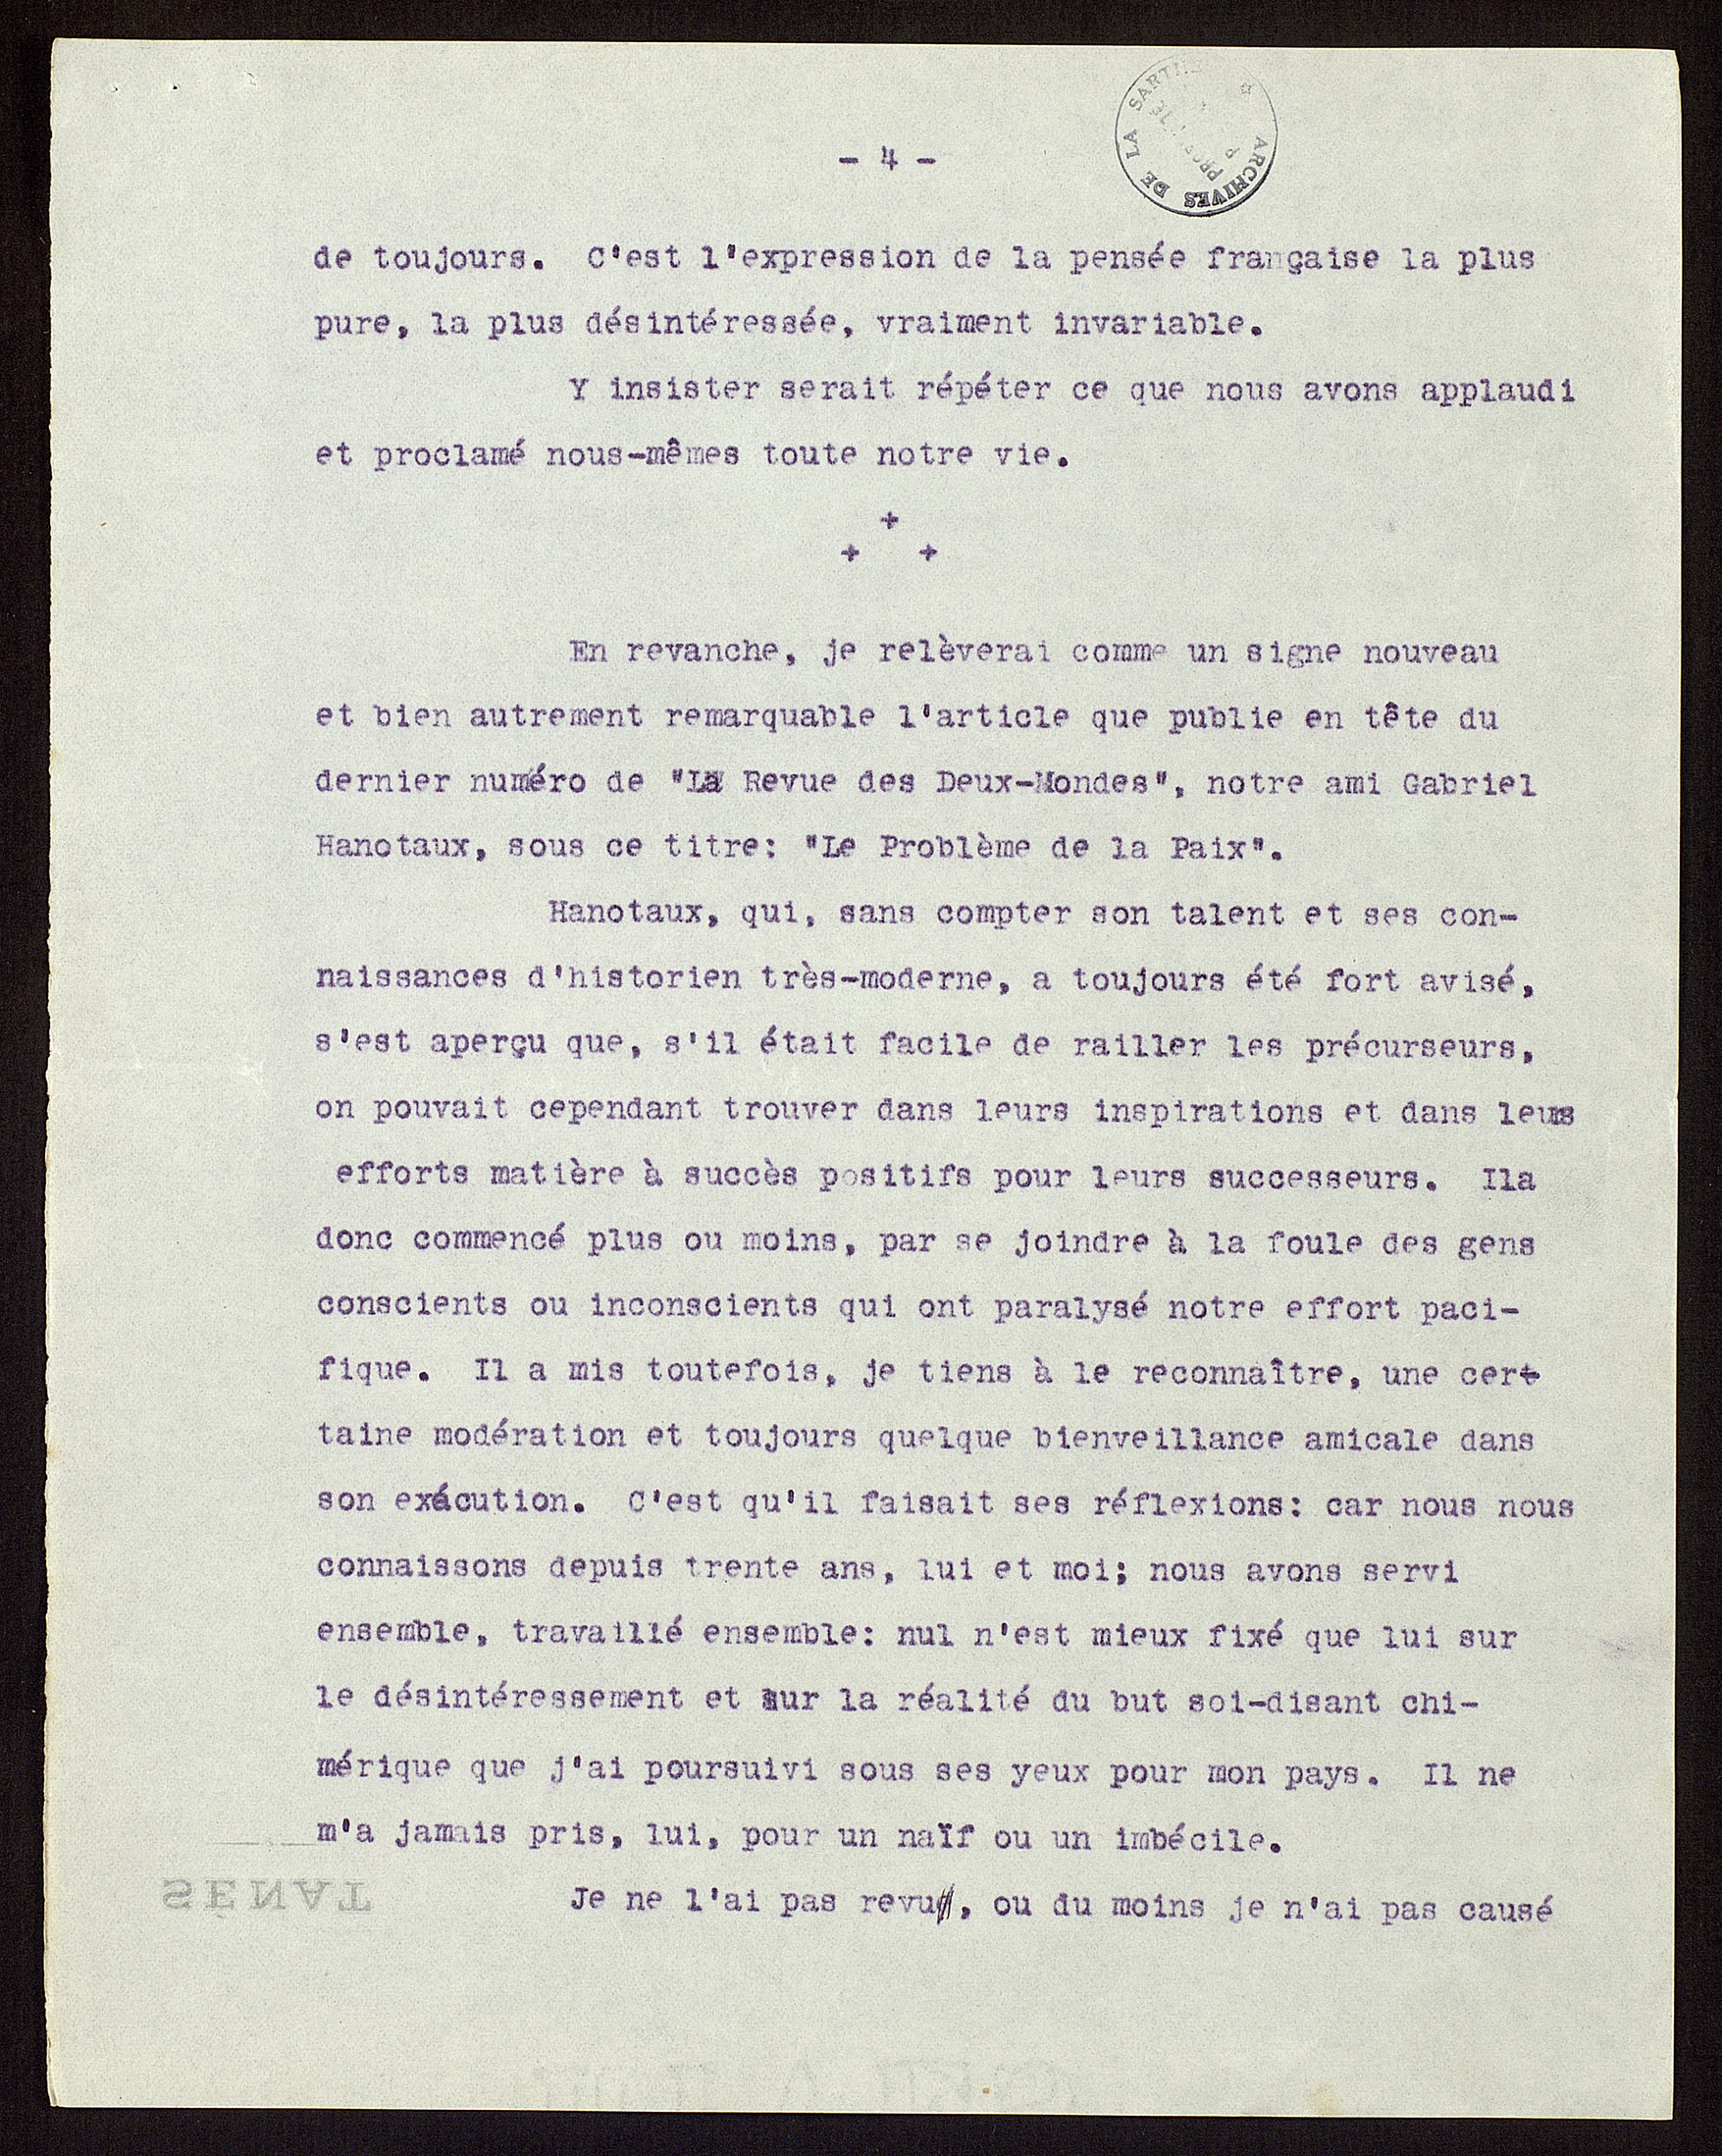 ARCHIVES DE LA SARTHE
- 4 -
de toujours. C'est l'expression de la pensée française la plus
pure, la plus désintéressée, vraiment invariable.
Y insister serait répéter ce que nous avons applaudi
et proclamé nous-mêmes toute notre vie.
+
+ +
En revanche, je relèverai comme un signe nouveau
et bien autrement remarquable l'article que publie en tête du
dernier numéro de "La Revue des Deux-Mondes", notre ami Gabriel
Hanotaux, sous ce titre: "Le Problème de la Paix".
Hanotaux, qui, sans compter son talent et ses con-
naissances d'historien très-moderne, a toujours été fort avisé,
s'est aperçu que, s'il était facile de railler les précurseurs,
on pouvait cependant trouver dans leurs inspirations et dans leurs
efforts matière à succès positifs pour leurs successeurs. Ila
donc commencé plus ou moins, par se joindre à la foule des gens
conscients ou inconscients qui ont paralysé notre effort paci-
fique. Il a mis toutefois, je tiens à le reconnaître, une cer-
taine modération et toujours quelque bienveillance amicale dans
son exécution. C'est qu'il faisait ses réflexions: car nous nous
connaissons depuis trente ans, lui et moi; nous avons servi
ensemble, travaillé ensemble: nul n'est mieux fixé que lui sur
le désintéressement et sur la réalité du but soi-disant chi-
mérique que j'ai poursuivi sous ses yeux pour mon pays. Il ne
m'a jamais pris, lui, pour un naïf ou un imbécile.
SÉNAT
Je ne l'ai pas revu, ou du moins je n'ai pas causé